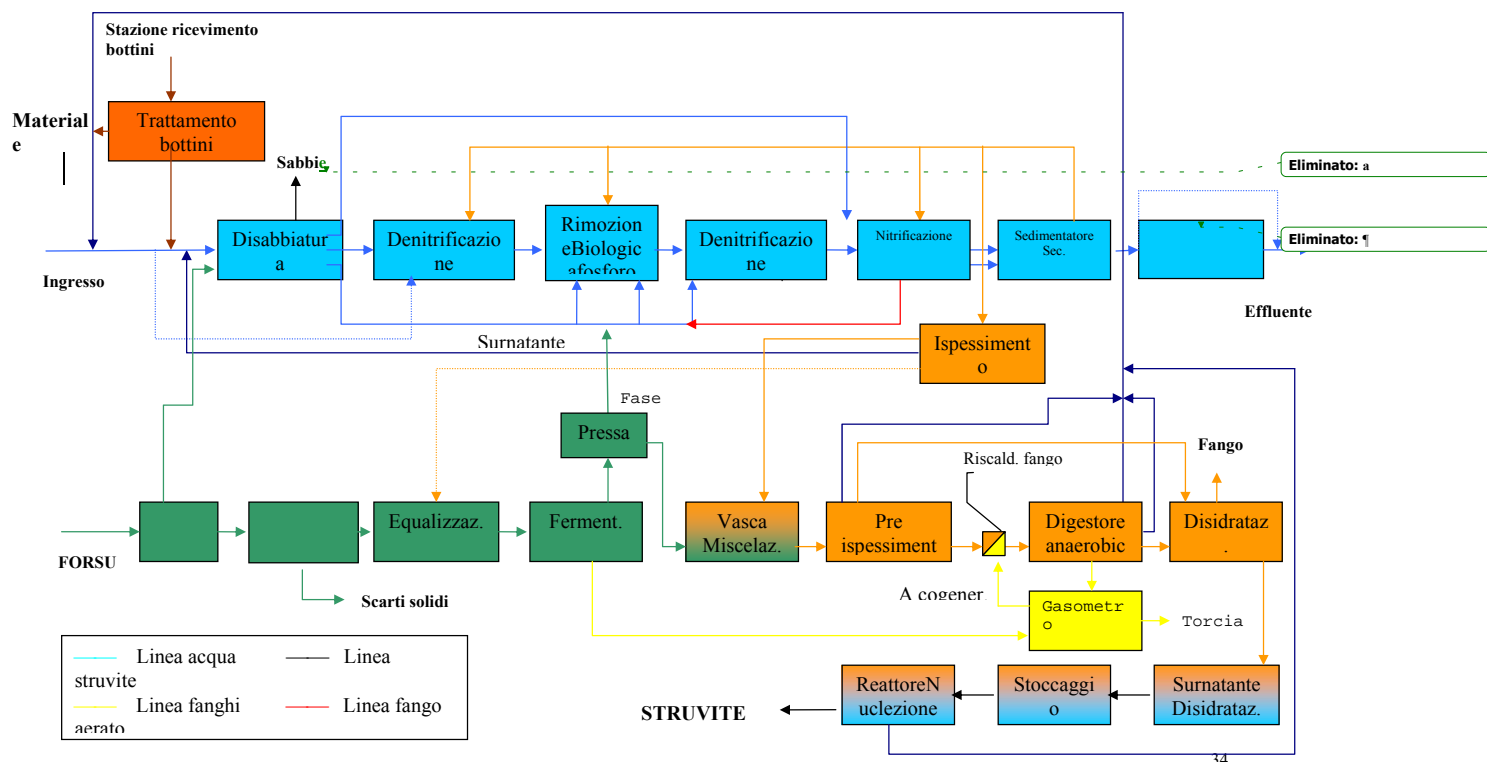 Stazione ricevimento
bottini
Material
e
Trattamento
bottini
Sabbie
Eliminato: a
Disabbiatur
a
Denitrificazio
ne
Rimozion
eBiologic
afosforo
Denitrificazio
ne
Nitrificazione
Sedimentatore
Sec.
Eliminato: ¶
Ingresso
Effluente
Surnatante
Ispessiment
o
Fase
Pressa
Riscald. fango
Fango
Equalizzaz.
Ferment.
Vasca
Miscelaz.
Pre
ispessiment
Digestore
anaerobic
Disidrataz
.
FORSU
Scarti solidi
A cogener.
Gasometr
o
Torcia
Linea acqua
Linea
struvite
Linea fanghi
Linea fango
aerato
STRUVITE
ReattoreN
uclezione
Stoccaggi
o
Surnatante
Disidrataz.
34